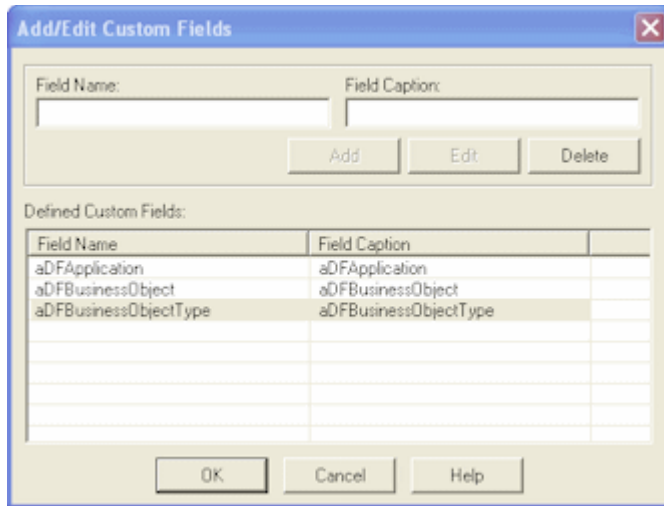 Add/Edit Custom Fields
Field Name: Field Caption:
Add Edit Delete
Defined Custom Fields:
Field Name Field Caption
aDFApplication aDFApplication
aDFBusinessObject aDFBusinessObject
aDFBusinessObjectType aDFBusinessObjectType
OK Cancel Help